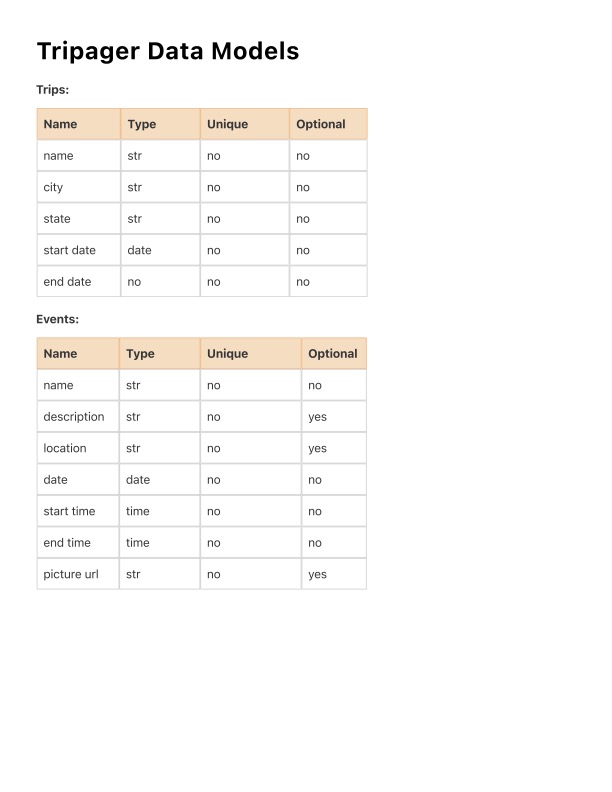 Tripager Data Models
Trips:
Name Type Unique Optional
name str no no
city str no no
state str no no
start date date no no
end date no no no
Events:
Name Type Unique Optional
name str no no
description str no yes
location str no yes
date date no no
start time time no no
end time time no no
picture url str no yes